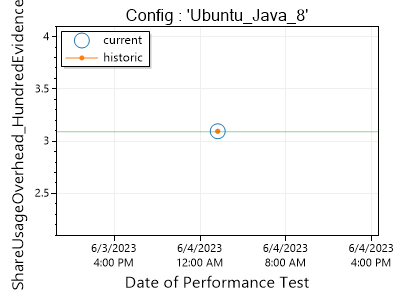 Config : 'Ubuntu_Java_8'
ShareUsageOverhead_HundredEvidence
current
historic
4
3.5
3
2.5
6/3/2023 6/4/2023 6/4/2023 6/4/2023
4:00 PM 12:00 AM 8:00 AM 4:00 PM
Date of Performance Test